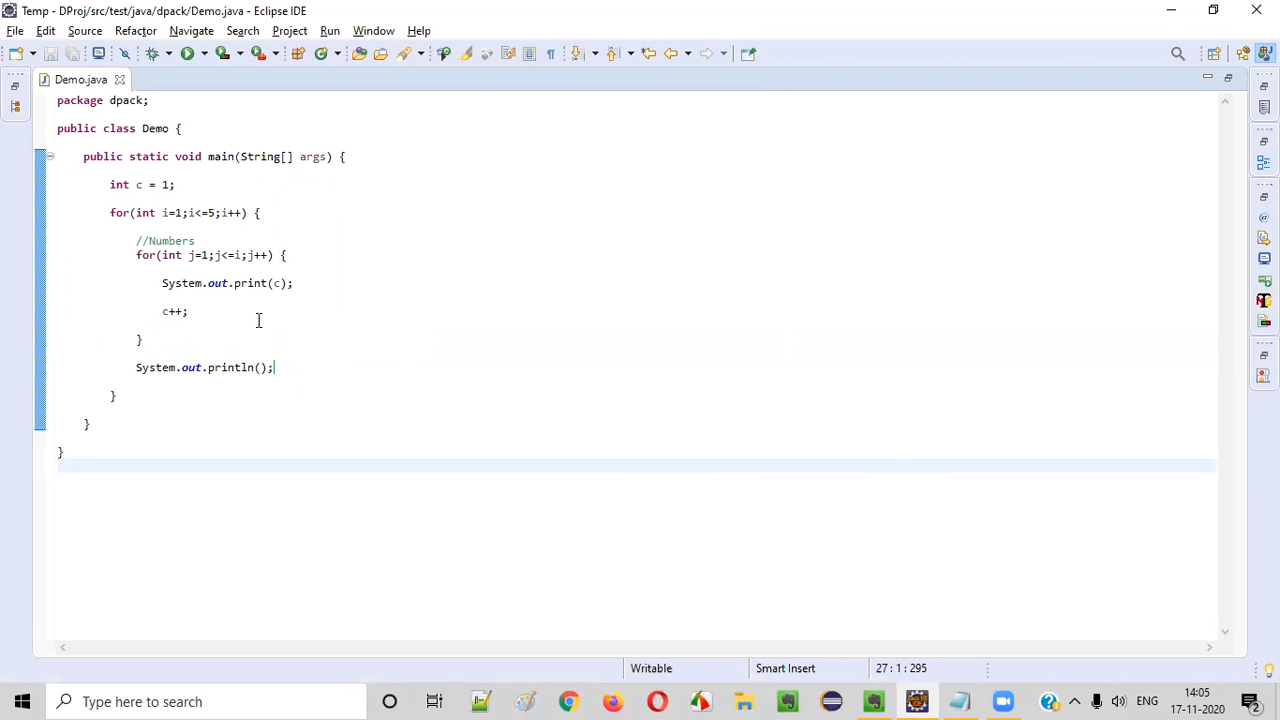 Temp - DProj/src/test/java/dpack/Demo.java - Eclipse IDE
File Edit Source Refactor Navigate Search Project Run Window Help
Demo.java
package dpack;
public class Demo {
public static void main(String[] args) {
int c = 1;
for(int i=1;i<=5;i++) {
//Numbers
for(int j=1;j<=i;j++) {
System.out.print(c);
c++;
}
System.out.println();
}
}
}
Writable Smart Insert 27 : 1 : 295
Type here to search
ENG
14:05
17-11-2020
2